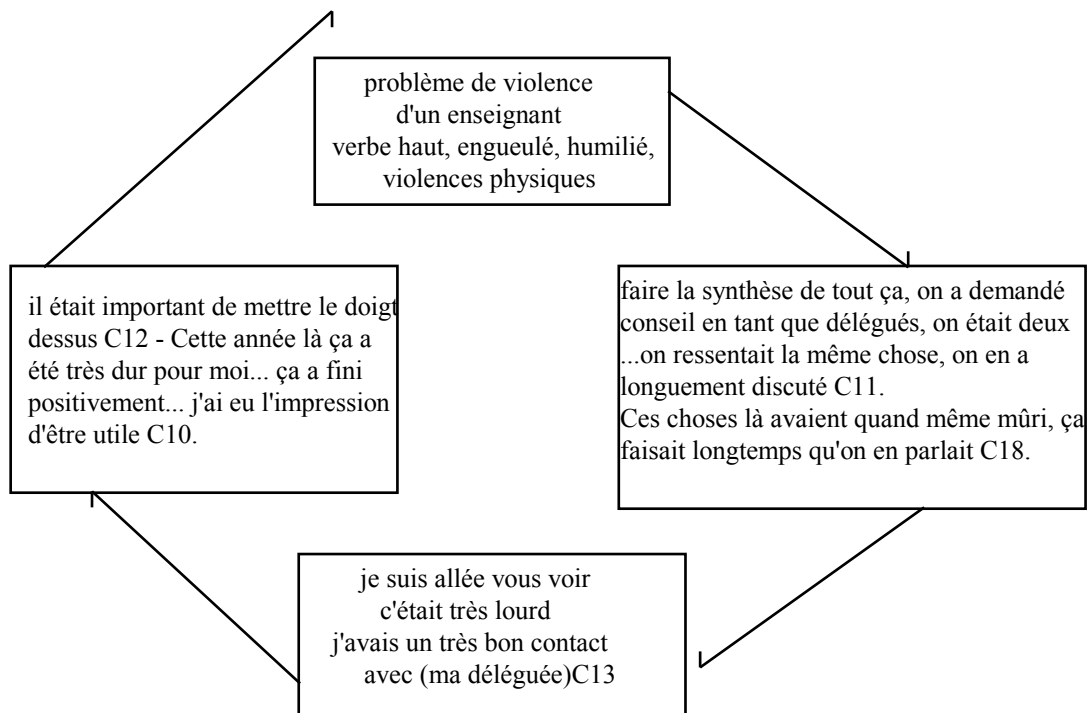 problème de violence
d'un enseignant
verbe haut, engueulé, humilié,
violences physiques
il était important de mettre le doigt
dessus C12 - Cette année là ça a
été très dur pour moi... ça a fini
positivement... j'ai eu l'impression
d'être utile C10.
faire la synthèse de tout ça, on a demandé
conseil en tant que délégués, on était deux
...on ressentait la même chose, on en a
longuement discuté C11.
Ces choses là avaient quand même mûri, ça
faisait longtemps qu'on en parlait C18.
je suis allée vous voir
c'était très lourd
j'avais un très bon contact
avec (ma déléguée)C13